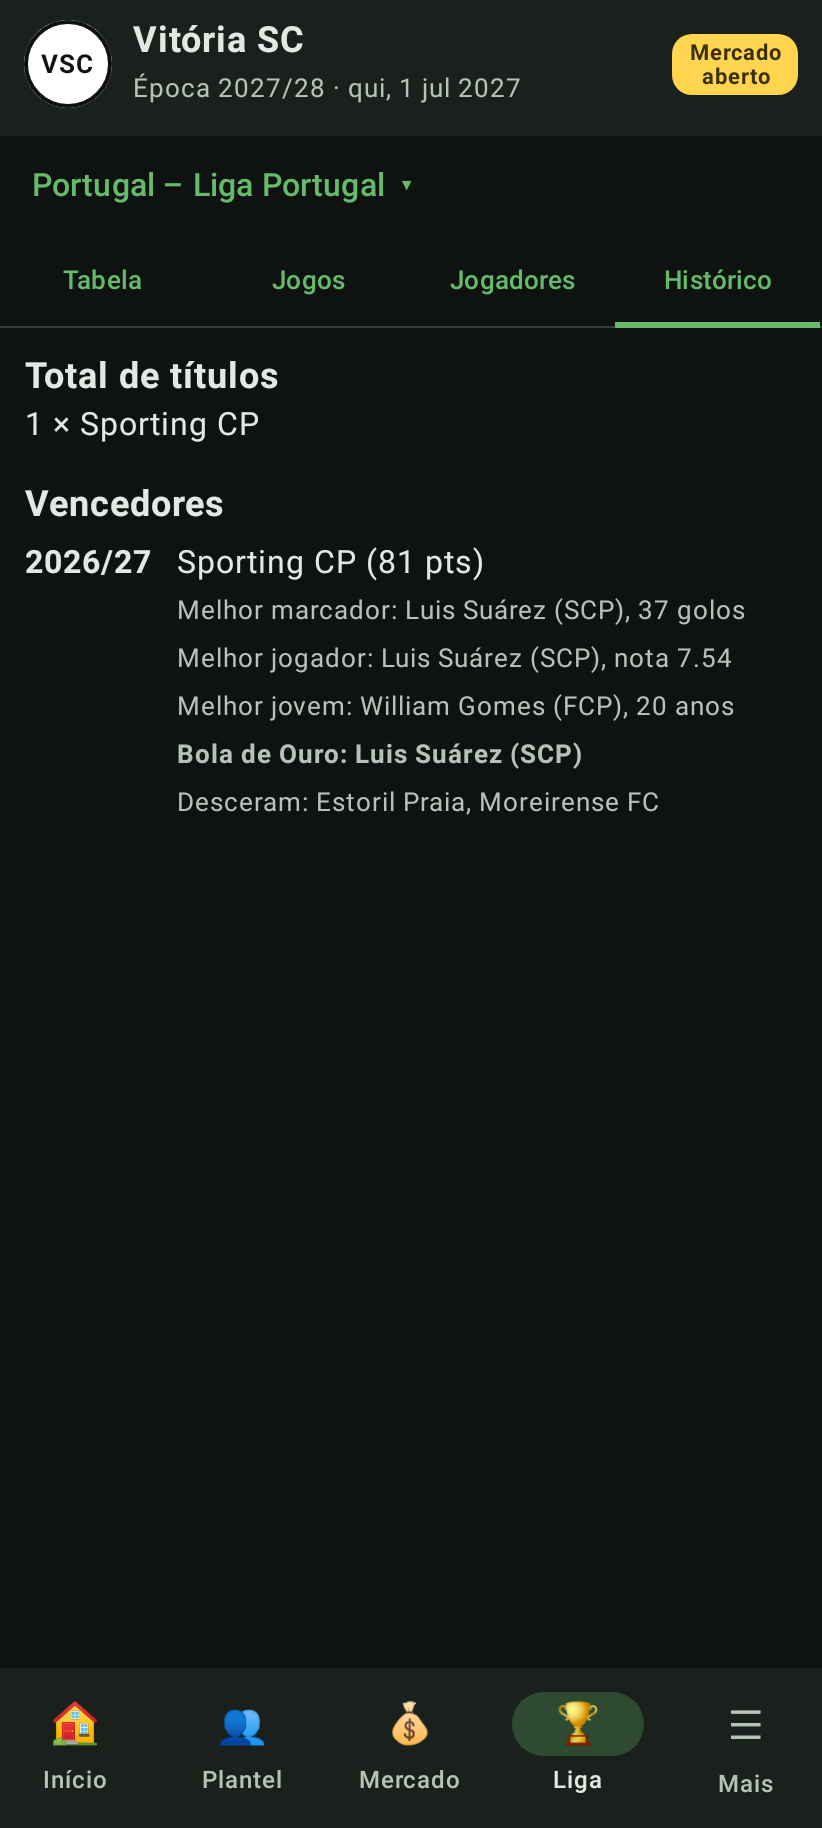 VSC
Vitória SC
Época 2027/28 · qui, 1 jul 2027
Mercado
aberto
Portugal – Liga Portugal ▾
Tabela
Jogos
Jogadores
Histórico
Total de títulos
1 × Sporting CP
Vencedores
2026/27 Sporting CP (81 pts)
Melhor marcador: Luis Suárez (SCP), 37 golos
Melhor jogador: Luis Suárez (SCP), nota 7.54
Melhor jovem: William Gomes (FCP), 20 anos
Bola de Ouro: Luis Suárez (SCP)
Desceram: Estoril Praia, Moreirense FC
Início
Plantel
Mercado
Liga
Mais